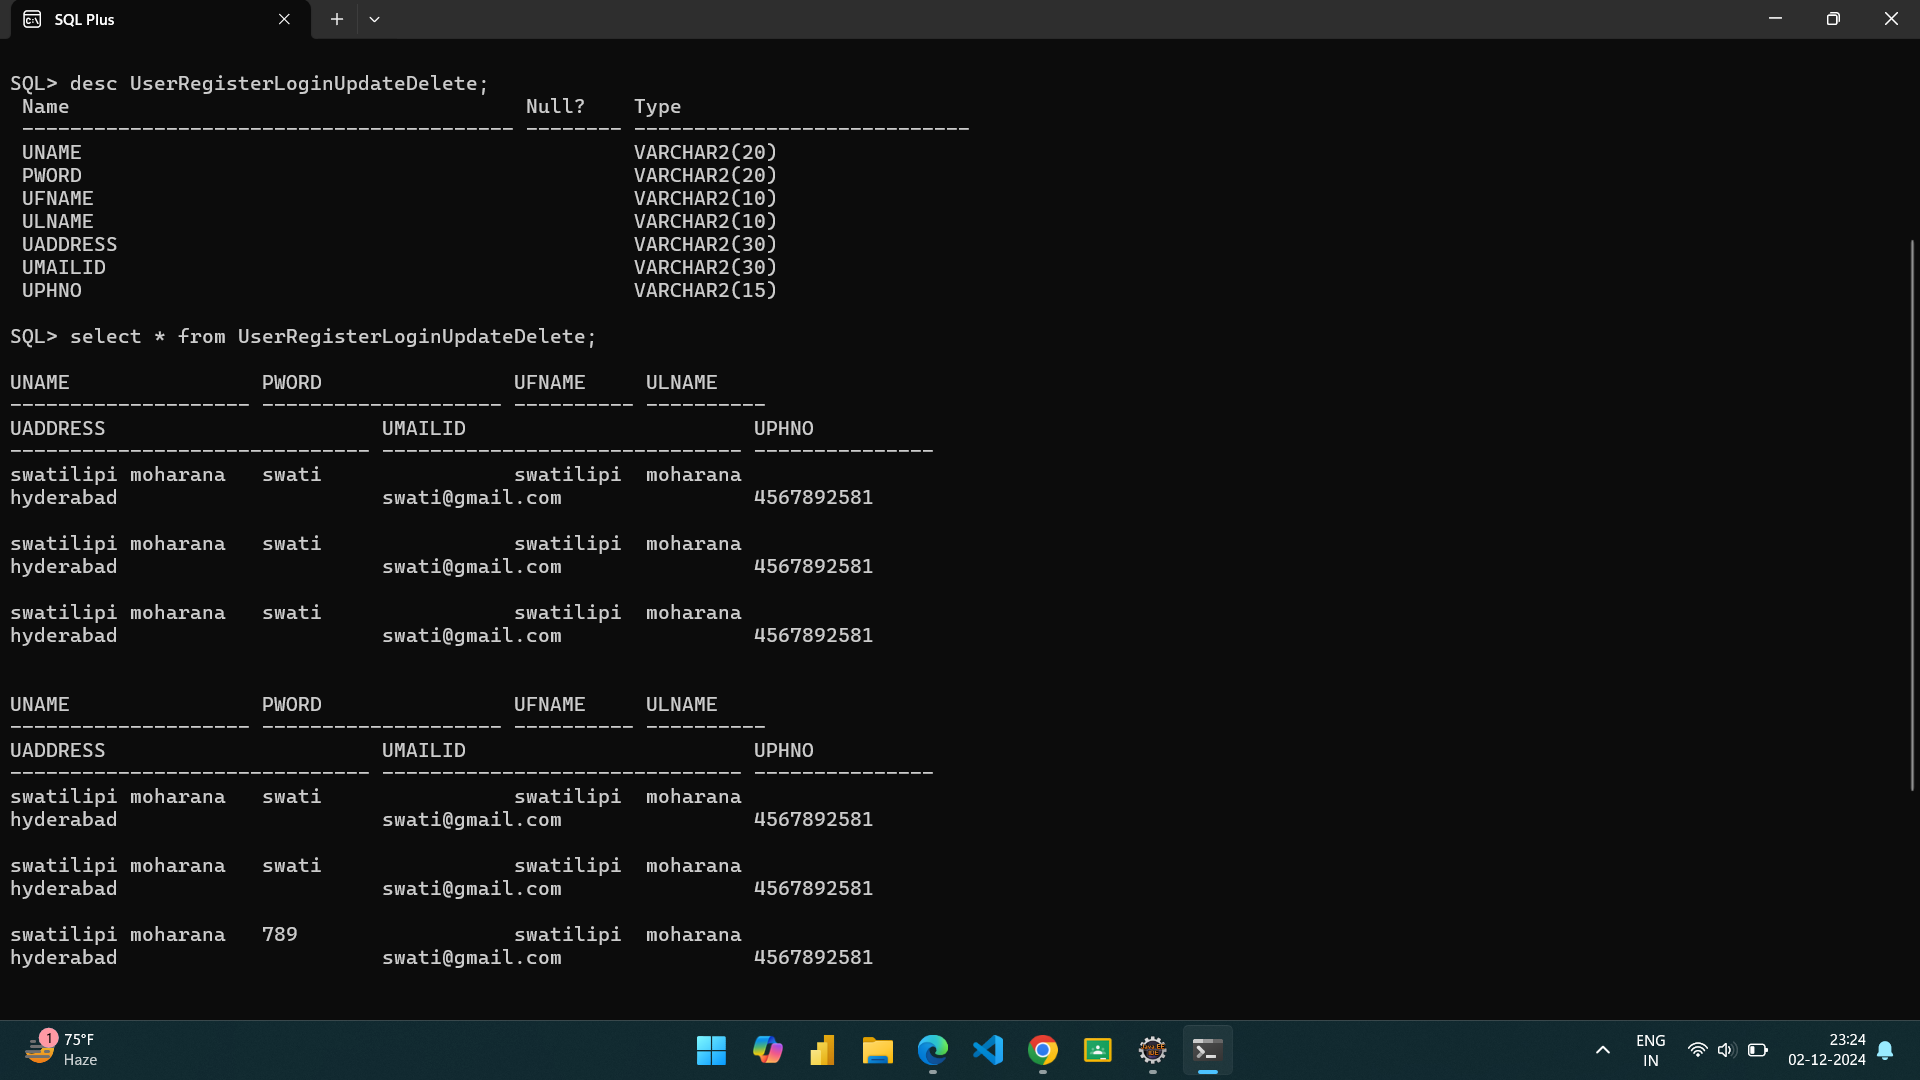 SQL Plus
SQL> desc UserRegisterLoginUpdateDelete;
Name Null? Type
----------------------------------------- -------- ----------------------------
UNAME VARCHAR2(20)
PWORD VARCHAR2(20)
UFNAME VARCHAR2(10)
ULNAME VARCHAR2(10)
UADDRESS VARCHAR2(30)
UMAILID VARCHAR2(30)
UPHNO VARCHAR2(15)
SQL> select * from UserRegisterLoginUpdateDelete;
UNAME PWORD UFNAME ULNAME
-------------------- -------------------- ---------- ----------
UADDRESS UMAILID UPHNO
------------------------------ ------------------------------ ---------------
swatilipi moharana swati swatilipi moharana
hyderabad swati@gmail.com 4567892581
swatilipi moharana swati swatilipi moharana
hyderabad swati@gmail.com 4567892581
swatilipi moharana swati swatilipi moharana
hyderabad swati@gmail.com 4567892581
UNAME PWORD UFNAME ULNAME
-------------------- -------------------- ---------- ----------
UADDRESS UMAILID UPHNO
------------------------------ ------------------------------ ---------------
swatilipi moharana swati swatilipi moharana
hyderabad swati@gmail.com 4567892581
swatilipi moharana swati swatilipi moharana
hyderabad swati@gmail.com 4567892581
swatilipi moharana 789 swatilipi moharana
hyderabad swati@gmail.com 4567892581
1 75°F
Haze
ENG
IN
23:24
02-12-2024